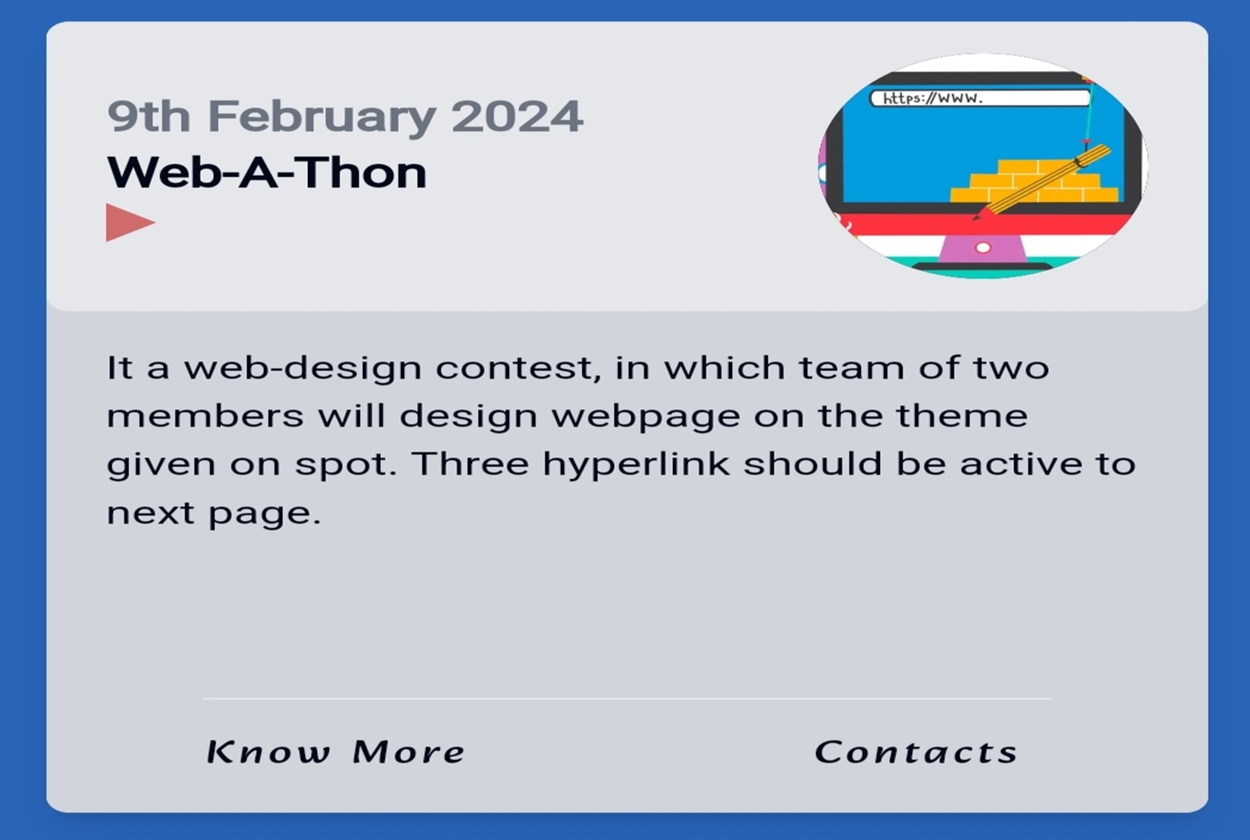 9th February 2024
Web-A-Thon
https://www.
It a web-design contest, in which team of two
members will design webpage on the theme
given on spot. Three hyperlink should be active to
next page.
Know More
Contacts